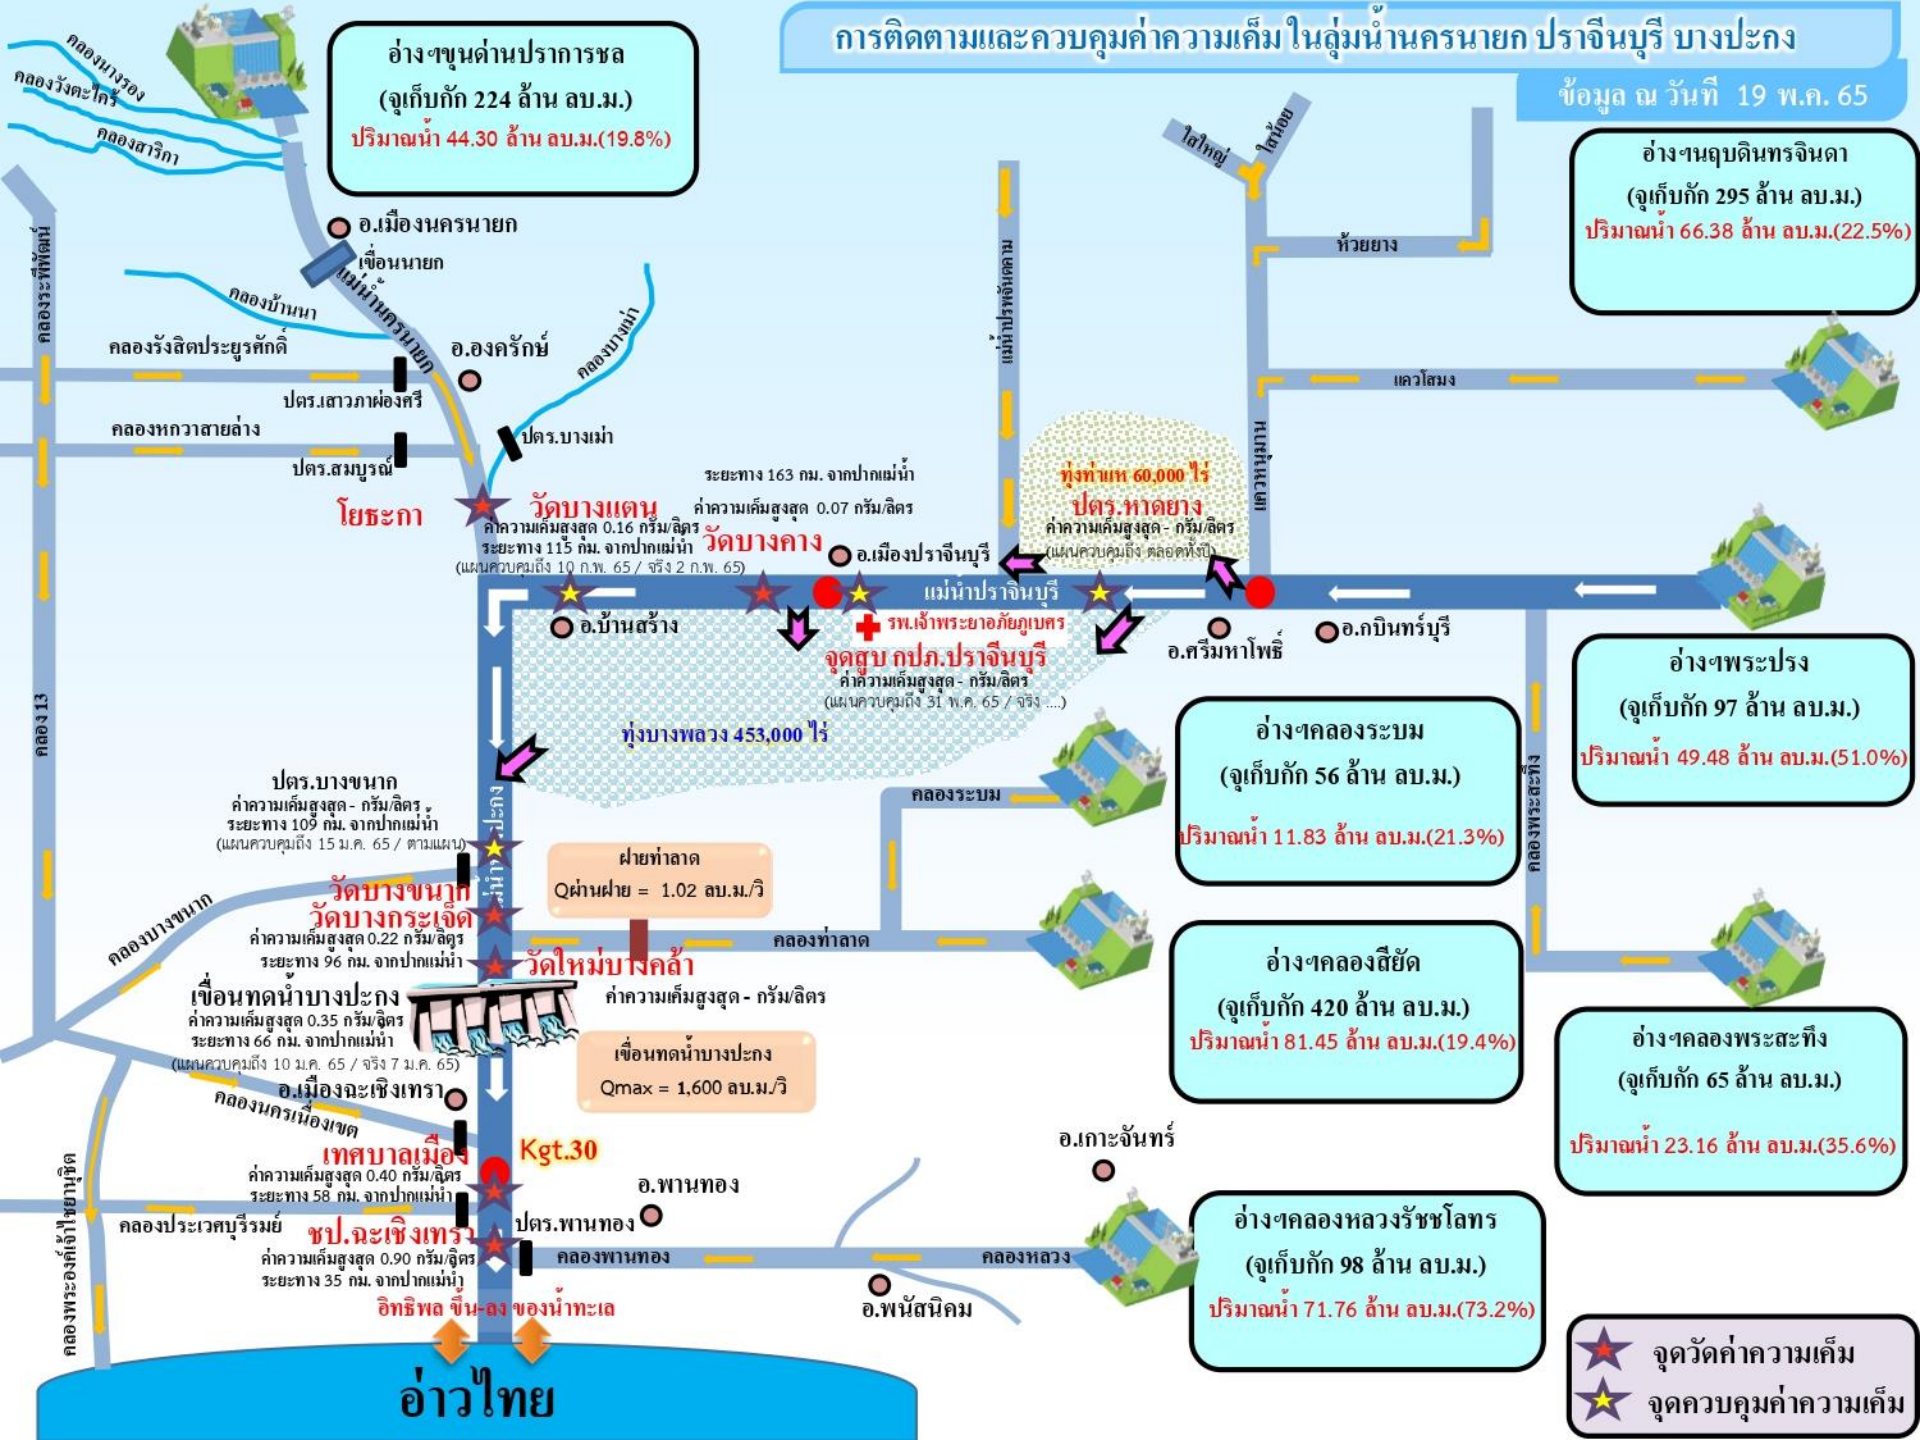 การติดตามและควบคุมค่าความเค็ม ในลุ่มน้ำนครนายก ปราจีนบุรี บางปะกง
ข้อมูล ณ วันที่ 19 พ.ค. 65
อ่างฯขุนด่านปราการชล
(จุเก็บกัก 224 ล้าน ลบ.ม.)
ปริมาณน้ำ 44.30 ล้าน ลบ.ม.(19.8%)
คลองนางรอง
คลองวังตะไคร้
คลองสาริกา
อ.เมืองนครนายก
เขื่อนนายก
แม่น้ำนครนายก
คลองบ้านนา
คลองระพีพัฒน์
คลองรังสิตประยูรศักดิ์
ปตร.เสาวภาผ่องศรี
อ.องครักษ์
คลองบางเม่า
คลองหกวาสายล่าง
ปตร.สมบูรณ์
ปตร.บางเม่า
โยธะกา
วัดบางแตน
ค่าความเค็มสูงสุด 0.16 กรัม/ลิตร
ระยะทาง 115 กม. จากปากแม่น้ำ
(แผนควบคุมถึง 10 ก.พ. 65 / จริง 2 ก.พ. 65)
ระยะทาง 163 กม. จากปากแม่น้ำ
ค่าความเค็มสูงสุด 0.07 กรัม/ลิตร
วัดบางคาง
อ.เมืองปราจีนบุรี
ใสใหญ่
ใสน้อย
ห้วยยาง
แควโสมง
แควหนุมาน
อ่างฯนฤบดินทรจินดา
(จุเก็บกัก 295 ล้าน ลบ.ม.)
ปริมาณน้ำ 66.38 ล้าน ลบ.ม.(22.5%)
ทุ่งท่าแห 60,000 ไร่
ปตร.หาดยาง
ค่าความเค็มสูงสุด - กรัม/ลิตร
(แผนควบคุมถึง ตลอดทั้งปี)
แม่น้ำปราจีนบุรี
อ.บ้านสร้าง
รพ.เจ้าพระยาอภัยภูเบศร
จุดสูบ กปภ.ปราจีนบุรี
ค่าความเค็มสูงสุด - กรัม/ลิตร
(แผนควบคุมถึง 31 พ.ค. 65 / จริง ....)
อ.ศรีมหาโพธิ์
อ.กบินทร์บุรี
ทุ่งบางพลวง 453,000 ไร่
คลอง 13
อ่างฯพระปรง
(จุเก็บกัก 97 ล้าน ลบ.ม.)
ปริมาณน้ำ 49.48 ล้าน ลบ.ม.(51.0%)
คลองพระสะทึง
อ่างฯคลองระบม
(จุเก็บกัก 56 ล้าน ลบ.ม.)
ปริมาณน้ำ 11.83 ล้าน ลบ.ม.(21.3%)
คลองระบม
ปตร.บางขนาก
ค่าความเค็มสูงสุด - กรัม/ลิตร
ระยะทาง 109 กม. จากปากแม่น้ำ
(แผนควบคุมถึง 15 ม.ค. 65 / ตามแผน)
วัดบางขนาก
วัดบางกระเจ็ด
ค่าความเค็มสูงสุด 0.22 กรัม/ลิตร
ระยะทาง 96 กม. จากปากแม่น้ำ
คลองบางขนาก
ฝายท่าลาด
Qผ่านฝาย = 1.02 ลบ.ม./วิ
คลองท่าลาด
วัดใหม่บางคล้า
ค่าความเค็มสูงสุด - กรัม/ลิตร
อ่างฯคลองสียัด
(จุเก็บกัก 420 ล้าน ลบ.ม.)
ปริมาณน้ำ 81.45 ล้าน ลบ.ม.(19.4%)
เขื่อนทดน้ำบางปะกง
ค่าความเค็มสูงสุด 0.35 กรัม/ลิตร
ระยะทาง 66 กม. จากปากแม่น้ำ
(แผนควบคุมถึง 10 ม.ค. 65 / จริง 7 ม.ค. 65)
เขื่อนทดน้ำบางปะกง
Qmax = 1,600 ลบ.ม./วิ
อ่างฯคลองพระสะทึง
(จุเก็บกัก 65 ล้าน ลบ.ม.)
ปริมาณน้ำ 23.16 ล้าน ลบ.ม.(35.6%)
อ.เมืองฉะเชิงเทรา
คลองนครเนื่องเขต
เทศบาลเมือง
ค่าความเค็มสูงสุด 0.40 กรัม/ลิตร
ระยะทาง 58 กม. จากปากแม่น้ำ
Kgt.30
อ.เกาะจันทร์
อ.พานทอง
ปตร.พานทอง
คลองประเวศบุรีรมย์
คลองพระองค์เจ้าไชยานุชิต
ชป.ฉะเชิงเทรา
ค่าความเค็มสูงสุด 0.90 กรัม/ลิตร
ระยะทาง 35 กม. จากปากแม่น้ำ
คลองพานทอง
คลองหลวง
อ.พนัสนิคม
อ่างฯคลองหลวงรัชชโลทร
(จุเก็บกัก 98 ล้าน ลบ.ม.)
ปริมาณน้ำ 71.76 ล้าน ลบ.ม.(73.2%)
อิทธิพล ขึ้น-ลง ของน้ำทะเล
อ่าวไทย
จุดวัดค่าความเค็ม
จุดควบคุมค่าความเค็ม